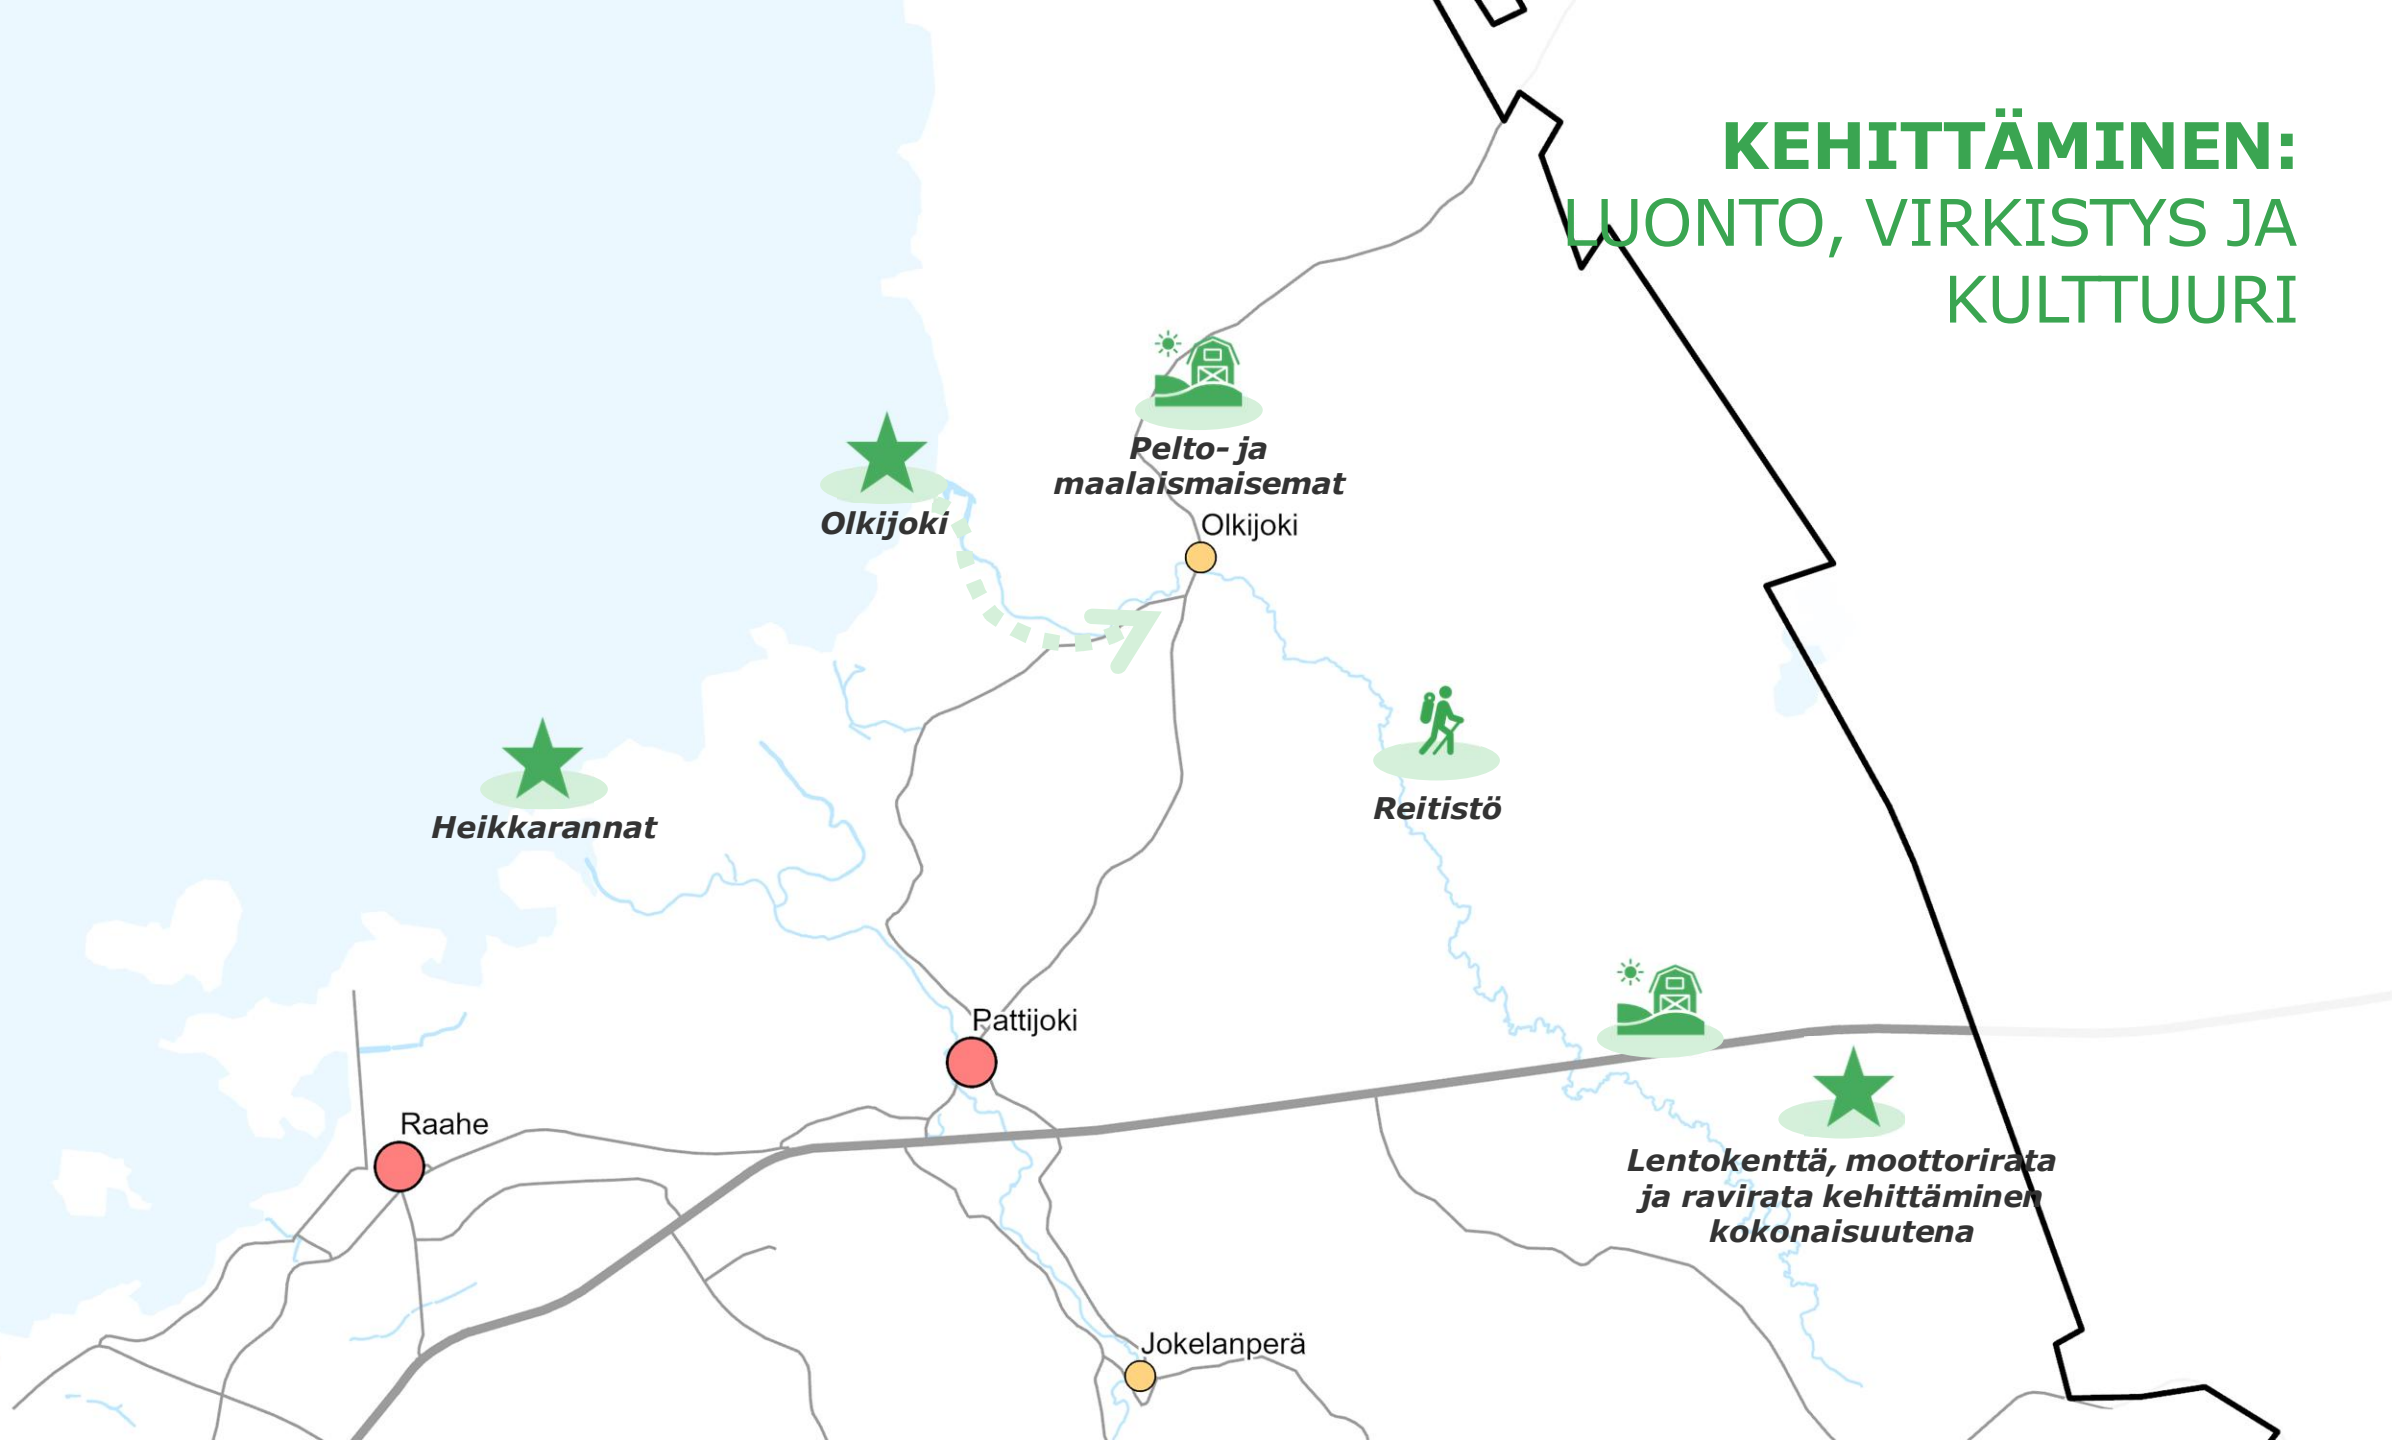 KEHITTÄMINEN:
LUONTO, VIRKISTYS JA
KULTTUURI
Pelto- ja
maalaismaisemat
Olkijoki
Olkijoki
Heikkarannat
Reitistö
Pattijoki
Raahe
Lentokenttä, moottorirata
ja ravirata kehittäminen
kokonaisuutena
Jokelanperä